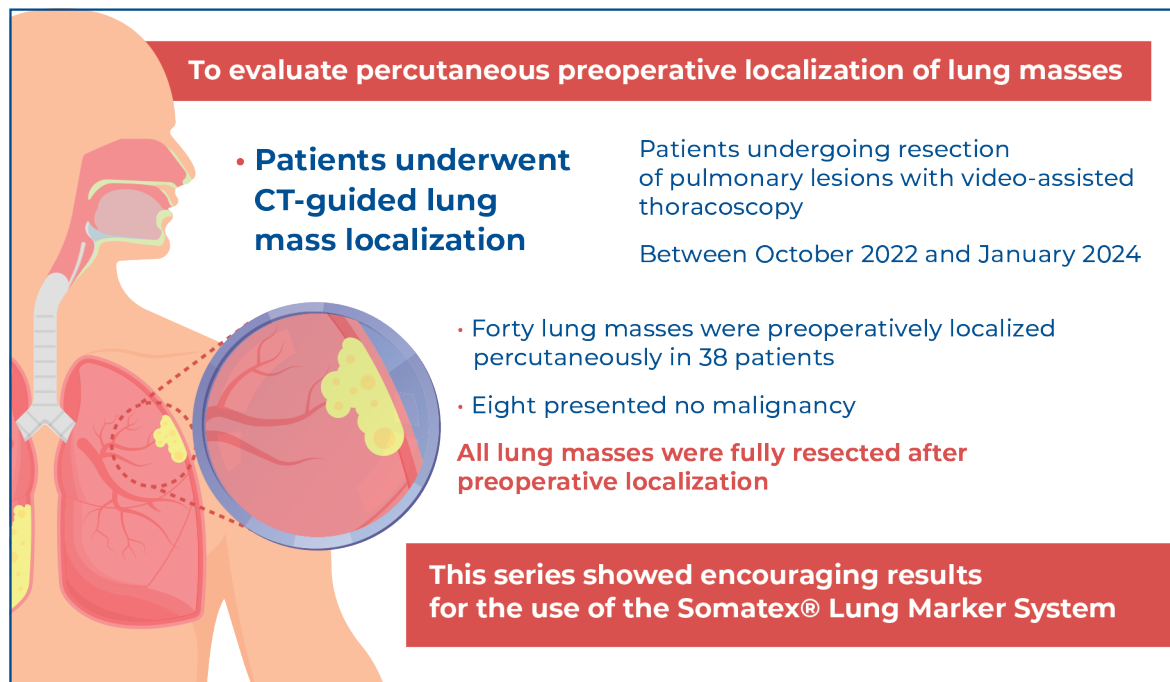 To evaluate percutaneous preoperative localization of lung masses
• Patients underwent
CT-guided lung
mass localization
Patients undergoing resection
of pulmonary lesions with video-assisted
thoracoscopy
Between October 2022 and January 2024
• Forty lung masses were preoperatively localized
percutaneously in 38 patients
• Eight presented no malignancy
All lung masses were fully resected after
preoperative localization
This series showed encouraging results
for the use of the Somatex® Lung Marker System